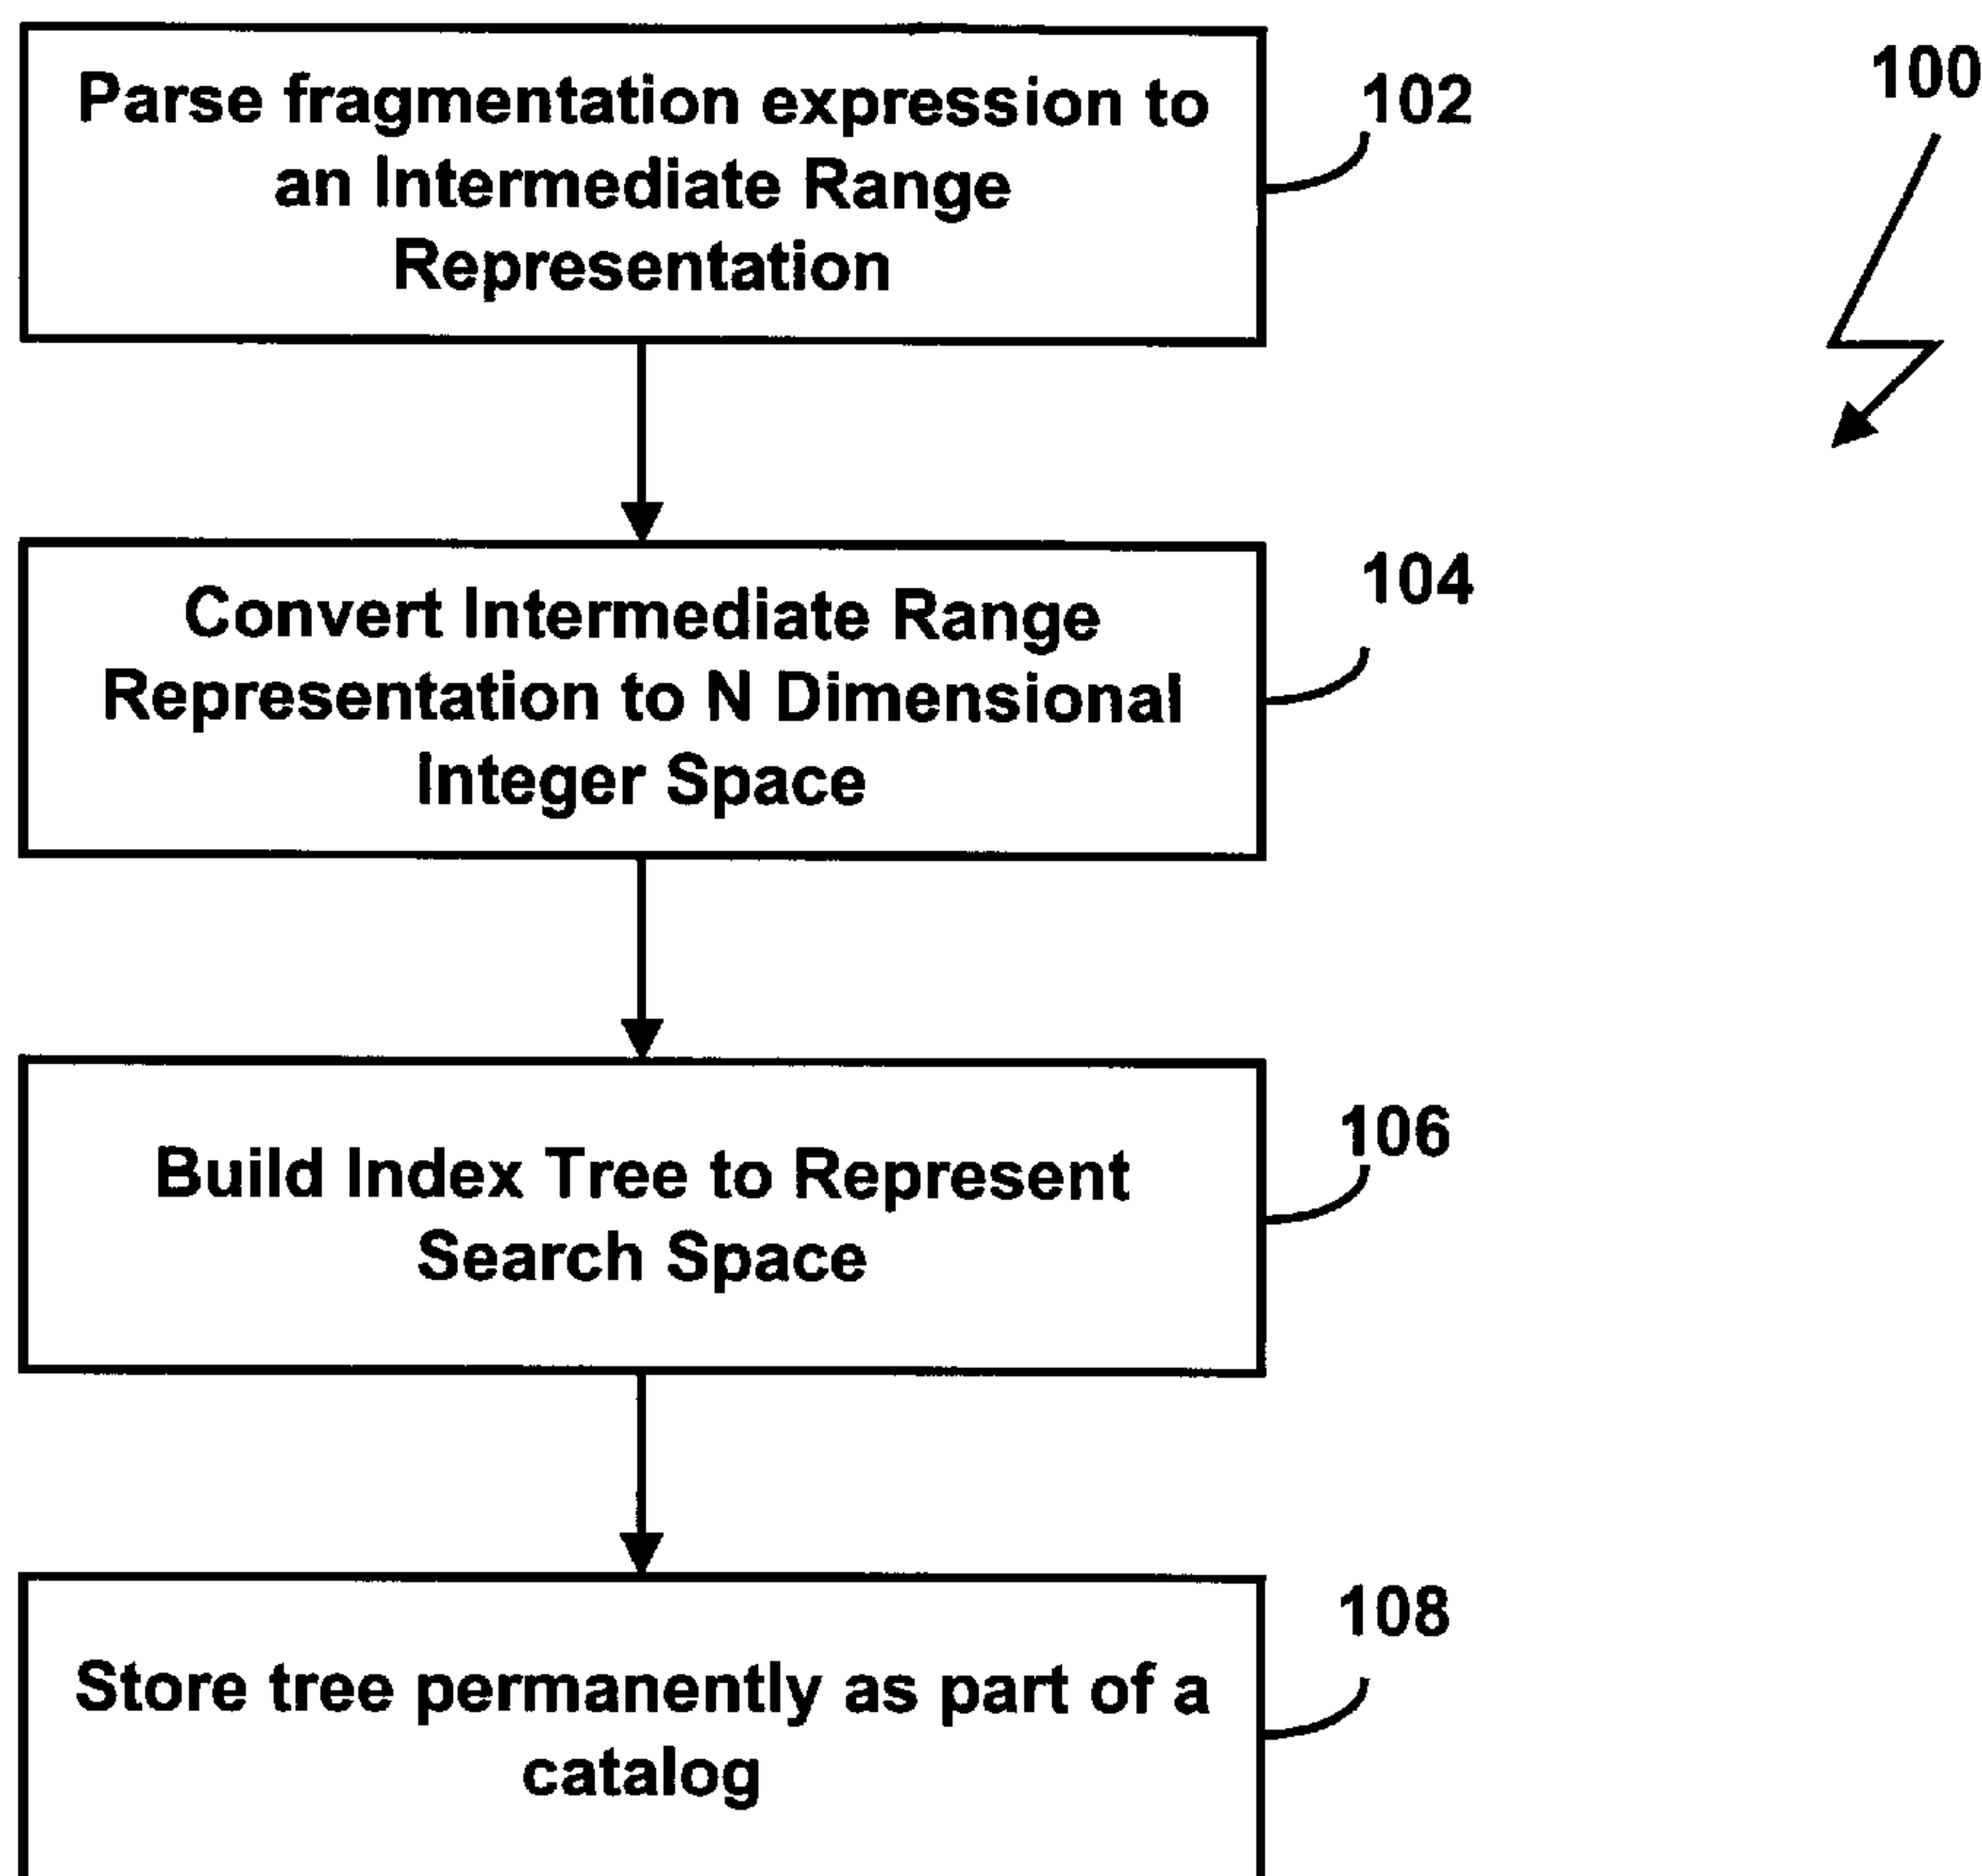 Parse fragmentation expression to
an Intermediate Range
Representation
102
100
Convert Intermediate Range
Representation to N Dimensional
Integer Space
104
Build Index Tree to Represent
Search Space
106
Store tree permanently as part of a
catalog
108